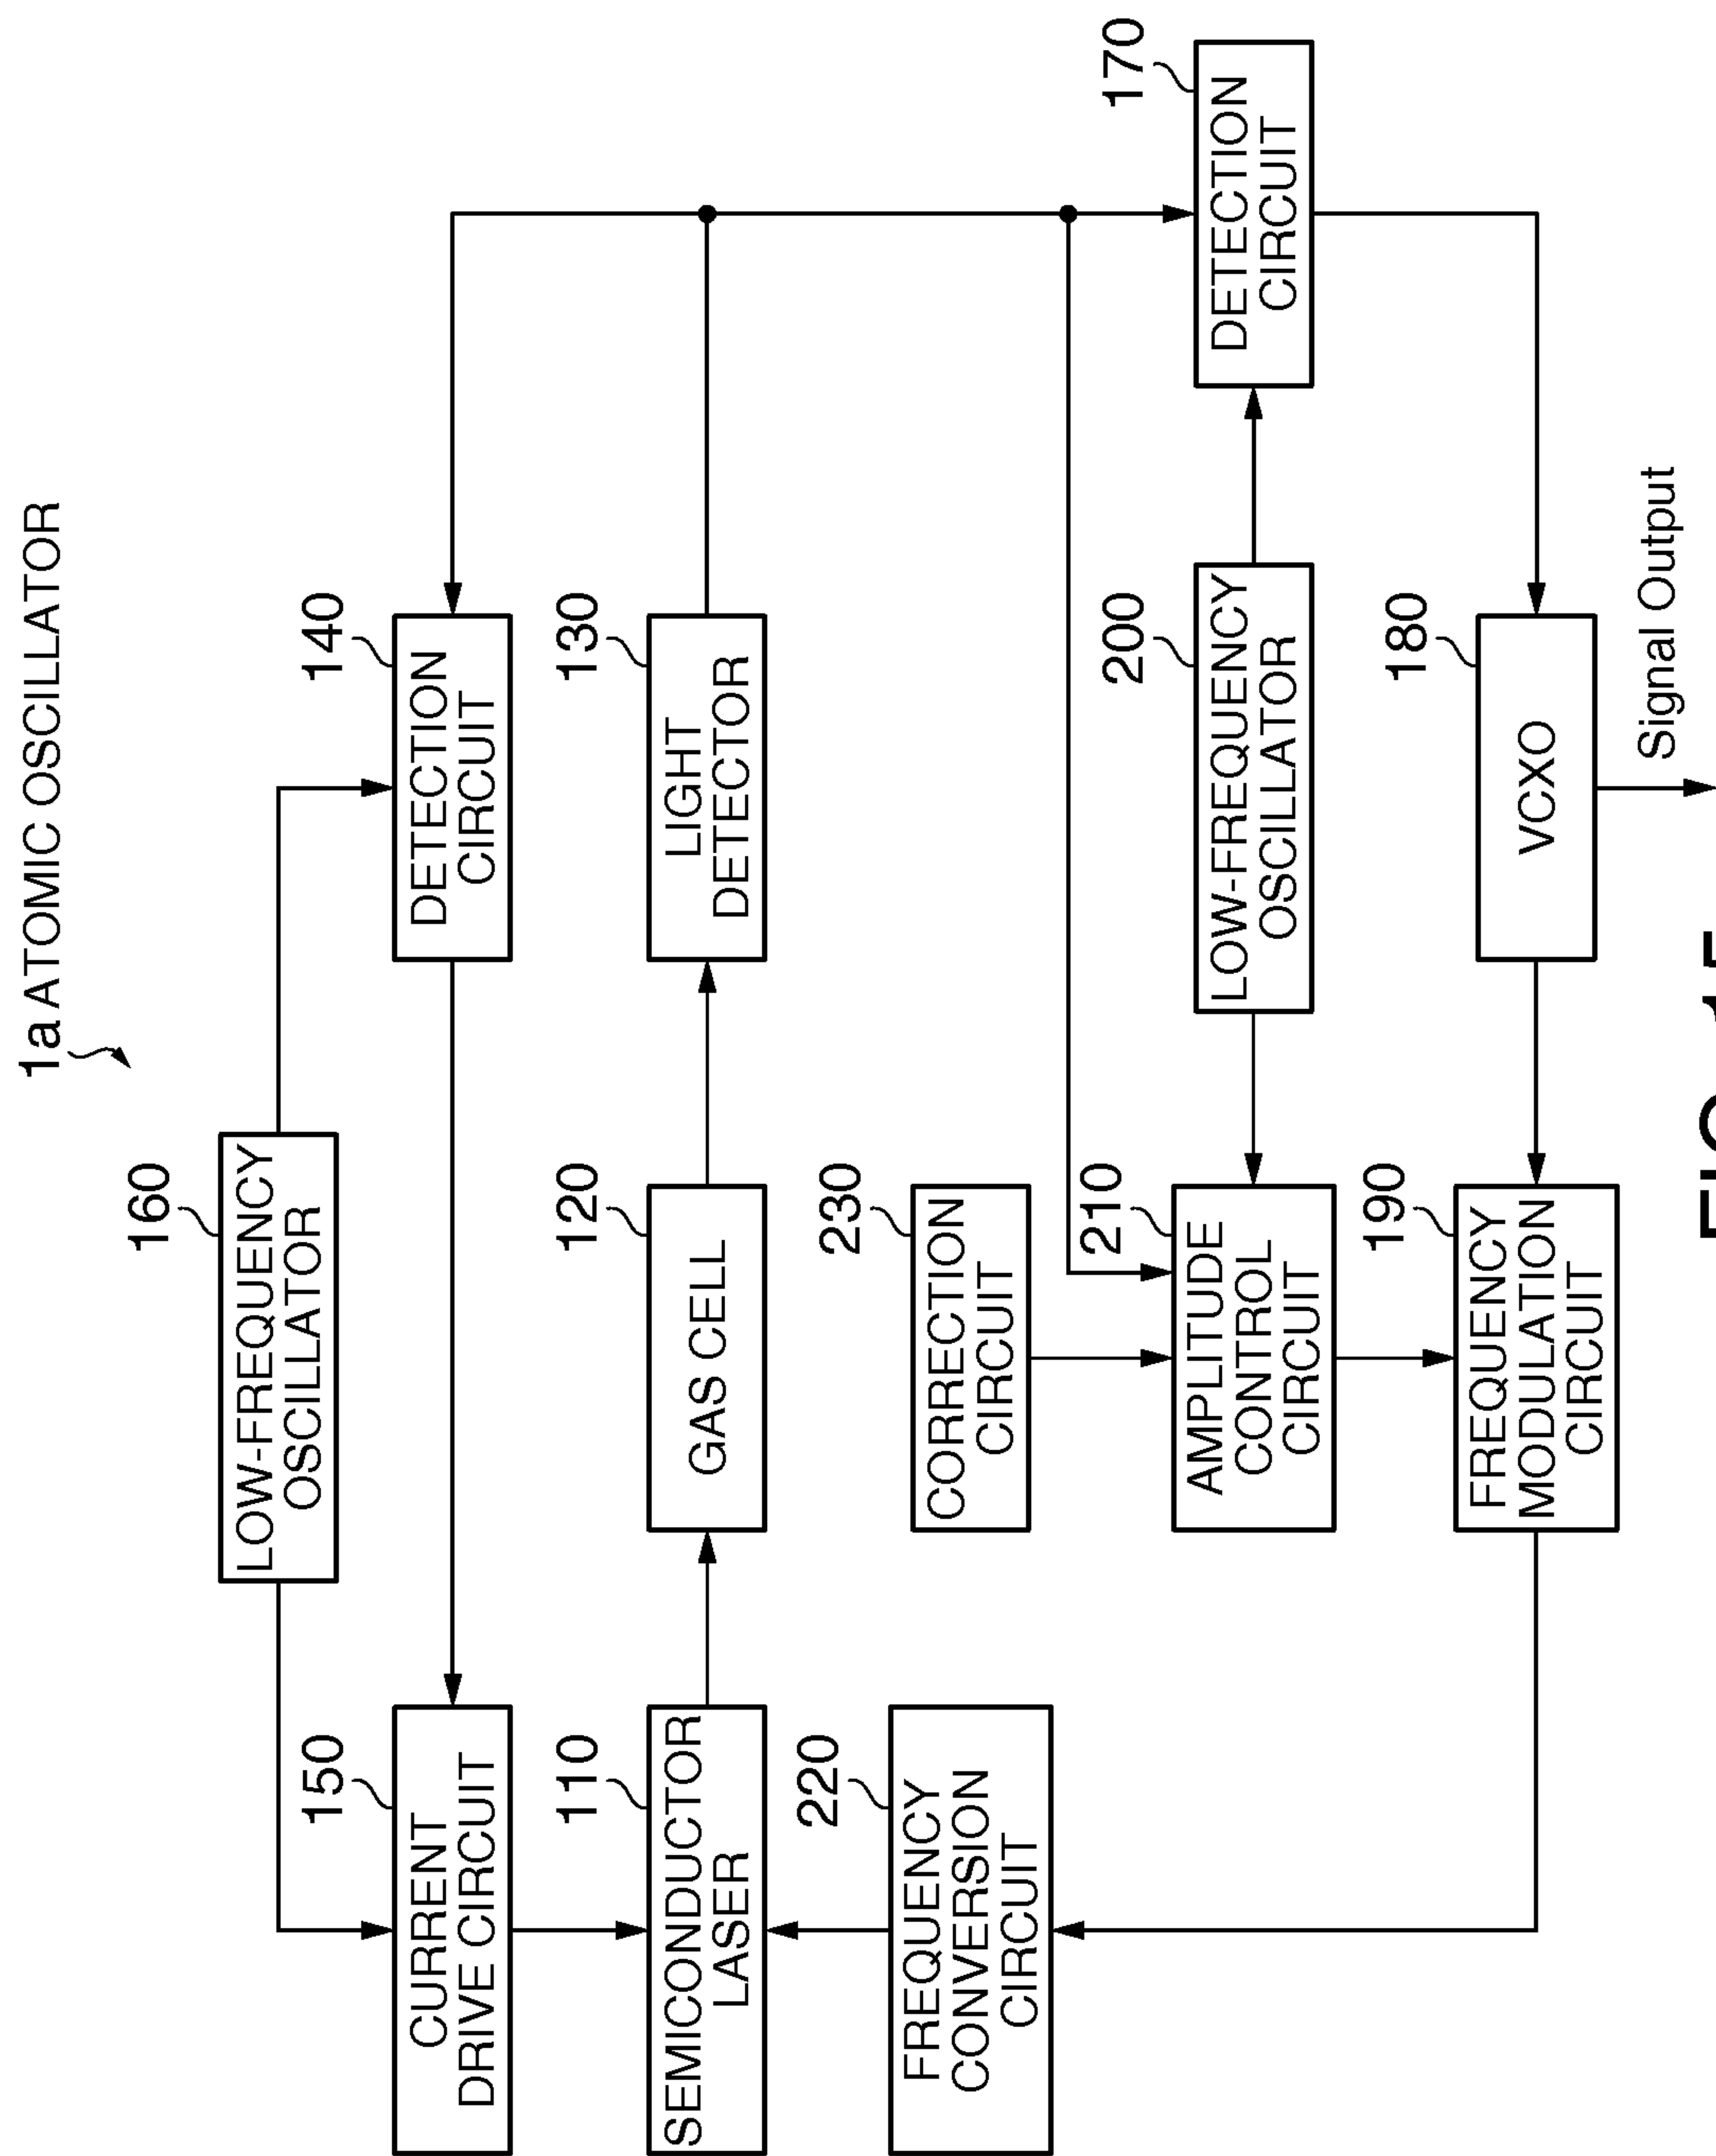 1a ATOMIC OSCILLATOR
160
LOW-FREQUENCY
OSCILLATOR
150
CURRENT
DRIVE CIRCUIT
140
DETECTION
CIRCUIT
110
SEMICONDUCTOR
LASER
120
GAS CELL
130
LIGHT
DETECTOR
220
FREQUENCY
CONVERSION
CIRCUIT
230
CORRECTION
CIRCUIT
210
AMPLITUDE
CONTROL
CIRCUIT
200
LOW-FREQUENCY
OSCILLATOR
170
DETECTION
CIRCUIT
190
FREQUENCY
MODULATION
CIRCUIT
180
VCXO
Signal Output